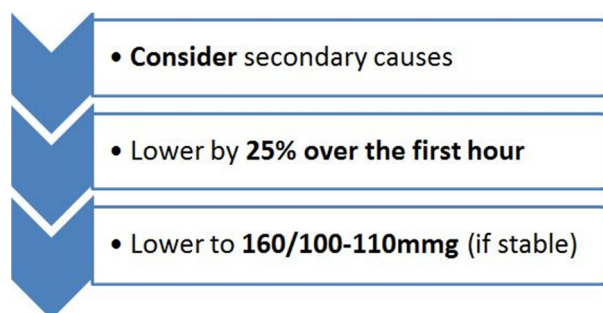 • Consider secondary causes
• Lower by 25% over the first hour
• Lower to 160/100-110mmg (if stable)